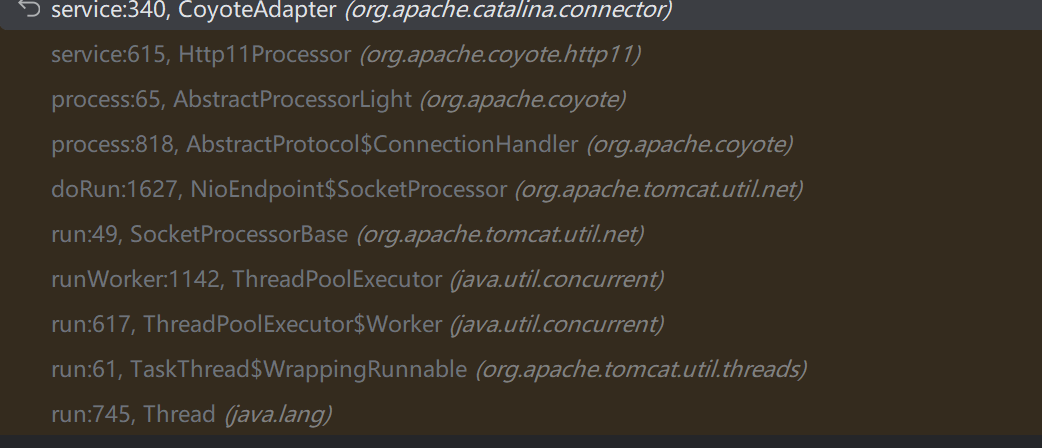 service:340, CoyoteAdapter (org.apache.catalina.connector)
service:615, Http11Processor (org.apache.coyote.http11)
process:65, AbstractProcessorLight (org.apache.coyote)
process:818, AbstractProtocol$ConnectionHandler (org.apache.coyote)
doRun:1627, NioEndpoint$SocketProcessor (org.apache.tomcat.util.net)
run:49, SocketProcessorBase (org.apache.tomcat.util.net)
runWorker:1142, ThreadPoolExecutor (java.util.concurrent)
run:617, ThreadPoolExecutor$Worker (java.util.concurrent)
run:61, TaskThread$WrappingRunnable (org.apache.tomcat.util.threads)
run:745, Thread (java.lang)